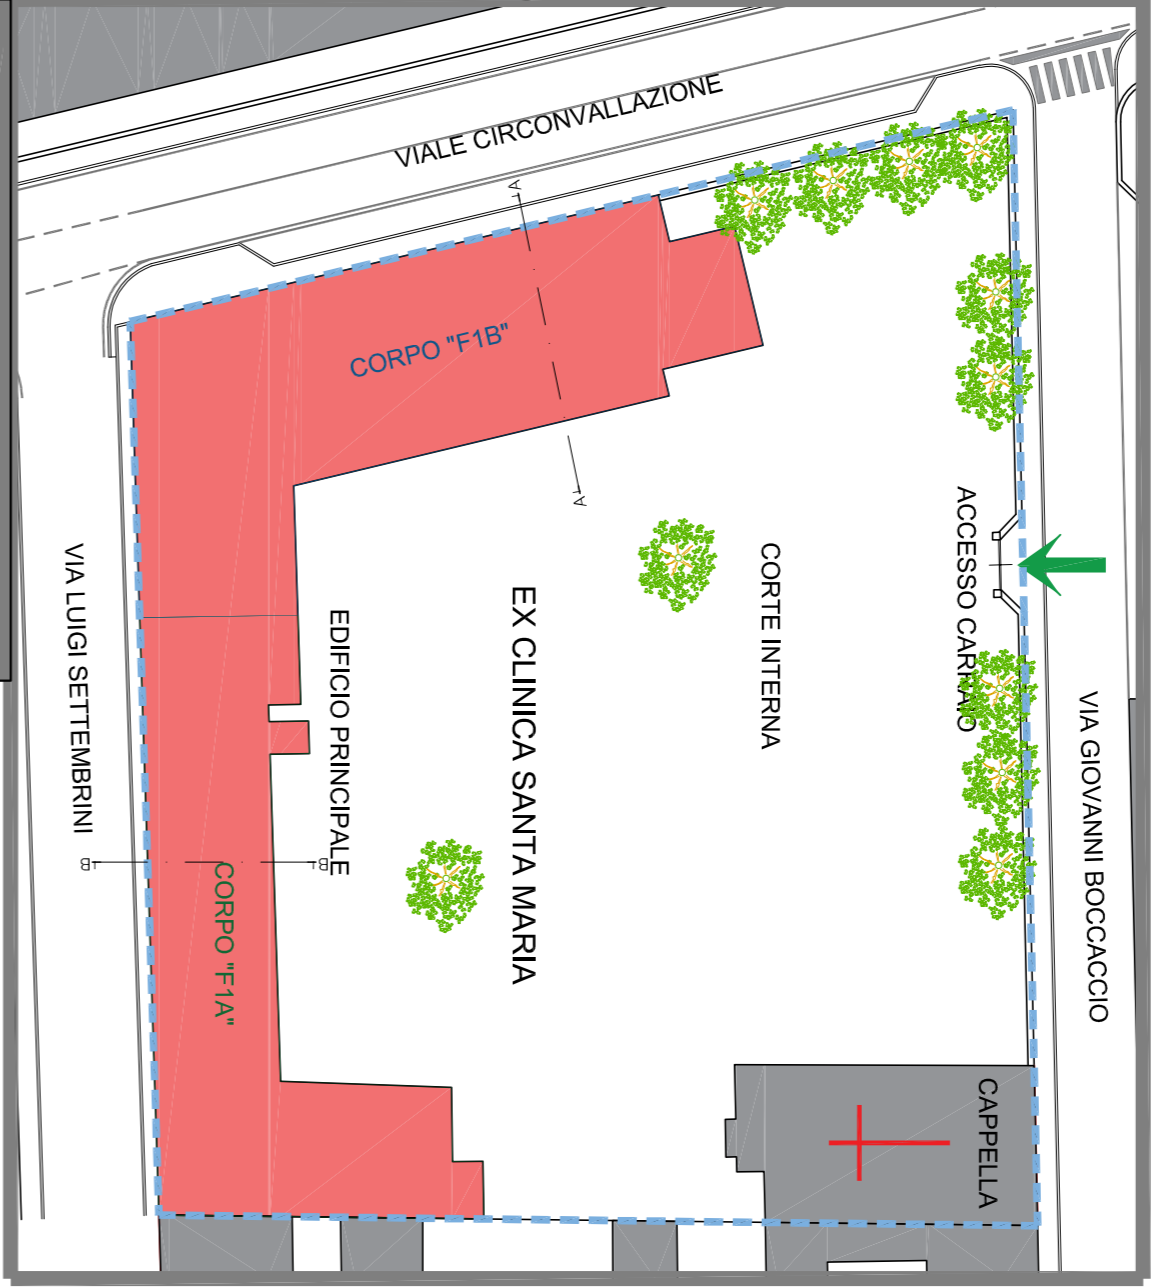 VIALE CIRCONVALLAZIONE
A
CORPO "F1B"
A
ACCESSO CARRAIO
CORTE INTERNA
EX CLINICA SANTA MARIA
EDIFICIO PRINCIPALE
VIA LUIGI SETTEMBRINI
VIA GIOVANNI BOCCACCIO
B
B
CORPO "F1A"
CAPPELLA